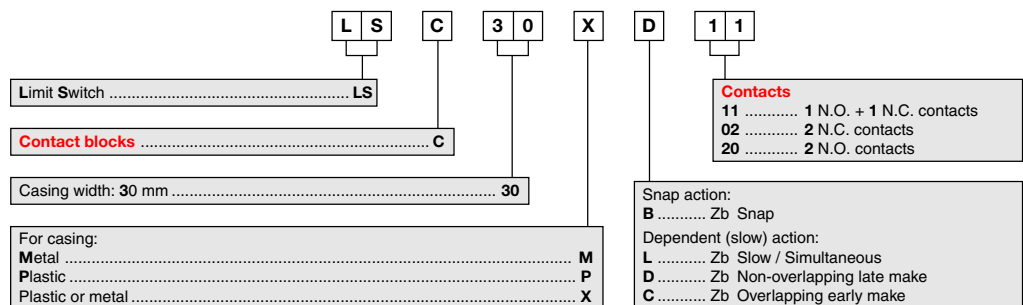 L S C 3 0 X D 1 1
Limit Switch ..................................................... LS
Contact blocks ................................................................ C
Casing width: 30 mm ........................................................................ 30
For casing:
Metal .................................................................................................................... M
Plastic ................................................................................................................. P
Plastic or metal ................................................................................................... X
Contacts
11 ............ 1 N.O. + 1 N.C. contacts
02 ............ 2 N.C. contacts
20 ............ 2 N.O. contacts
Snap action:
B ........... Zb Snap
Dependent (slow) action:
L ........... Zb Slow / Simultaneous
D .......... Zb Non-overlapping late make
C .......... Zb Overlapping early make